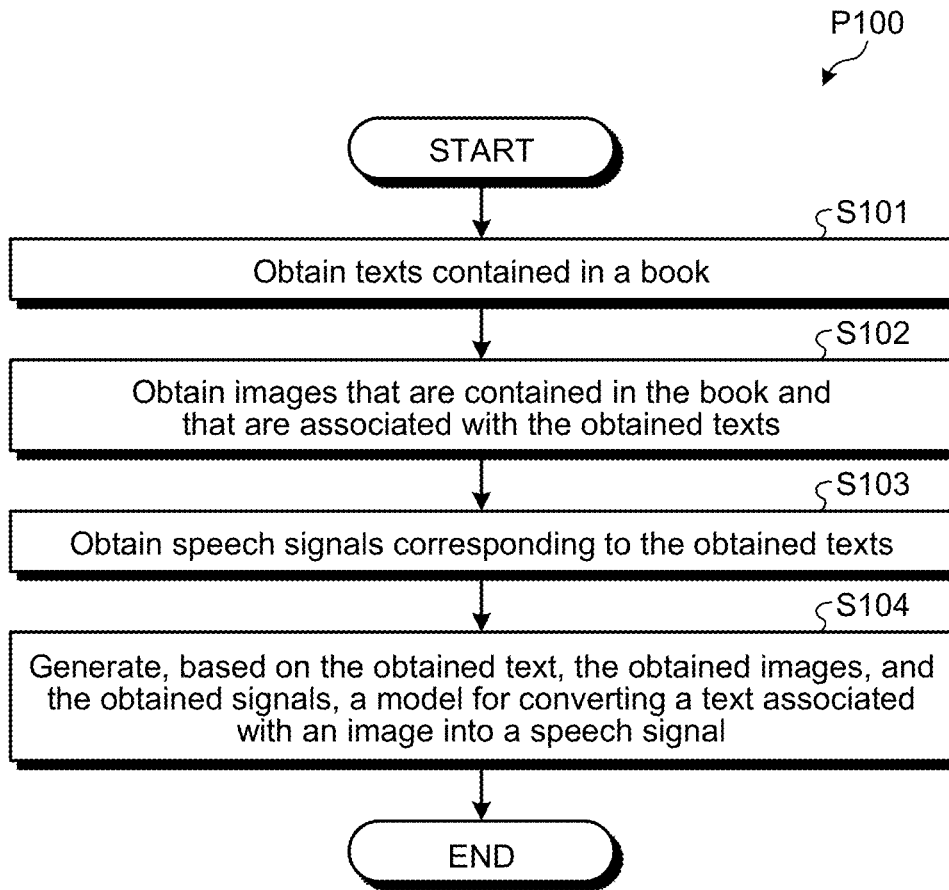 P100
START
S101
Obtain texts contained in a book
S102
Obtain images that are contained in the book and
that are associated with the obtained texts
S103
Obtain speech signals corresponding to the obtained texts
S104
Generate, based on the obtained text, the obtained images, and
the obtained signals, a model for converting a text associated
with an image into a speech signal
END